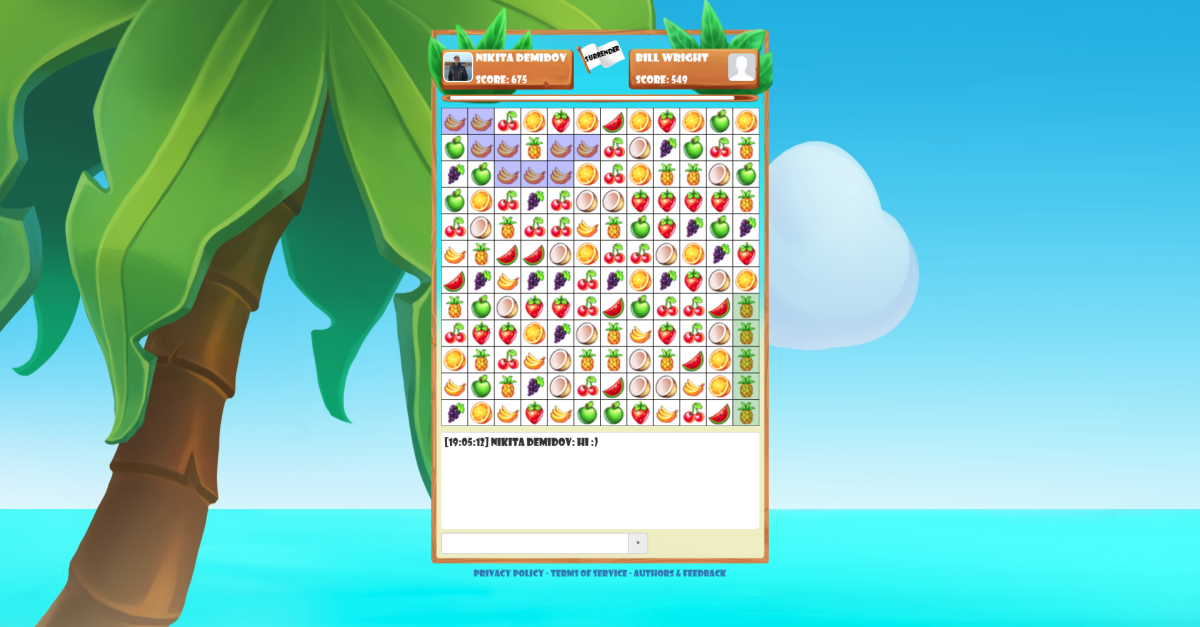 NIKITA DEMIDOV
SCORE: 675
SURRENDER
BILL WRIGHT
SCORE: 549
[19:05:12] NIKITA DEMIDOV: HI :)
>
PRIVACY POLICY · TERMS OF SERVICE · AUTHORS & FEEDBACK